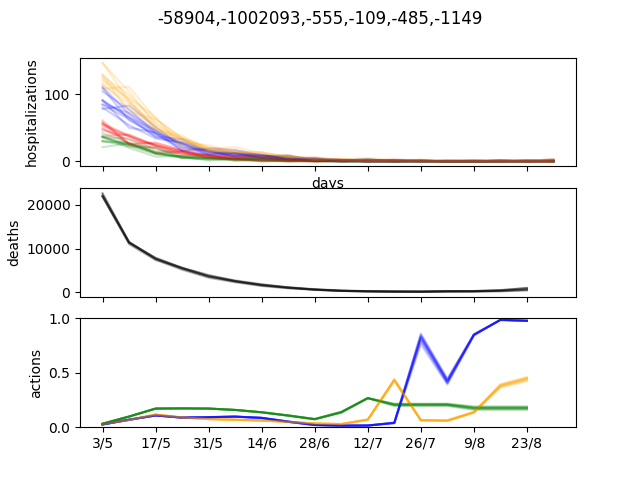 -58904,-1002093,-555,-109,-485,-1149
hospitalizations
100
0
days
deaths
20000
10000
0
actions
1.0
0.5
0.0
3/5 17/5 31/5 14/6 28/6 12/7 26/7 9/8 23/8